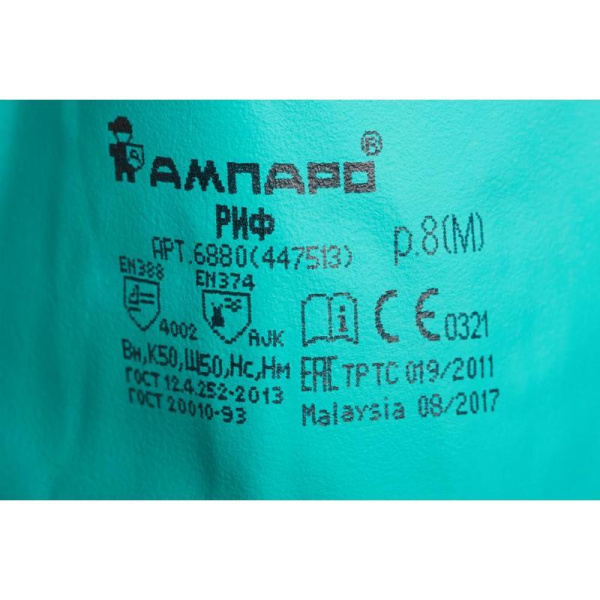 АМПАРО®
РИФ
АРТ.6880(447513) р.8(М)
EN388 EN374
4002 AJK CE 0321
Вн,К50,Щ50,Нс,Нм
ГОСТ 12.4.252-2013
ГОСТ 20010-93
EAC ТР ТС 019/2011
Malaysia 08/2017